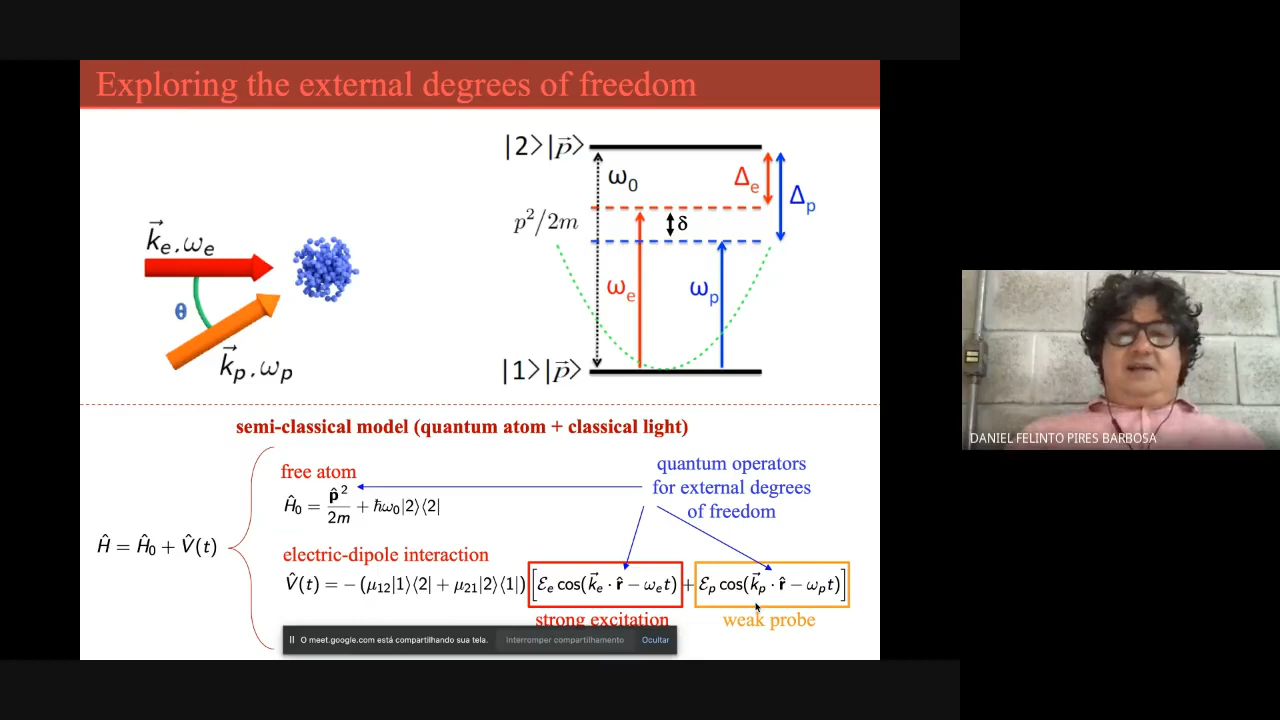 Exploring the external degrees of freedom
|2>|p⃗>
ω₀
Δₑ
Δₚ
p²/2m
δ
ωₑ
ωₚ
|1>|p⃗>
k⃗ₑ.ωₑ
θ
k⃗ₚ.ωₚ
semi-classical model (quantum atom + classical light)
free atom
Ĥ₀ = p̂²/2m + ħω₀|2⟩⟨2|
quantum operators
for external degrees
of freedom
Ĥ = Ĥ₀ + V̂(t)
electric-dipole interaction
V̂(t) = −(μ₁₂|1⟩⟨2| + μ₂₁|2⟩⟨1|)[ℰₑ cos(k⃗ₑ · r̂ − ωₑt) + ℰₚ cos(k⃗ₚ · r̂ − ωₚt)]
strong excitation
weak probe
O meet.google.com está compartilhando sua tela.
Interromper compartilhamento
Ocultar
DANIEL FELINTO PIRES BARBOSA